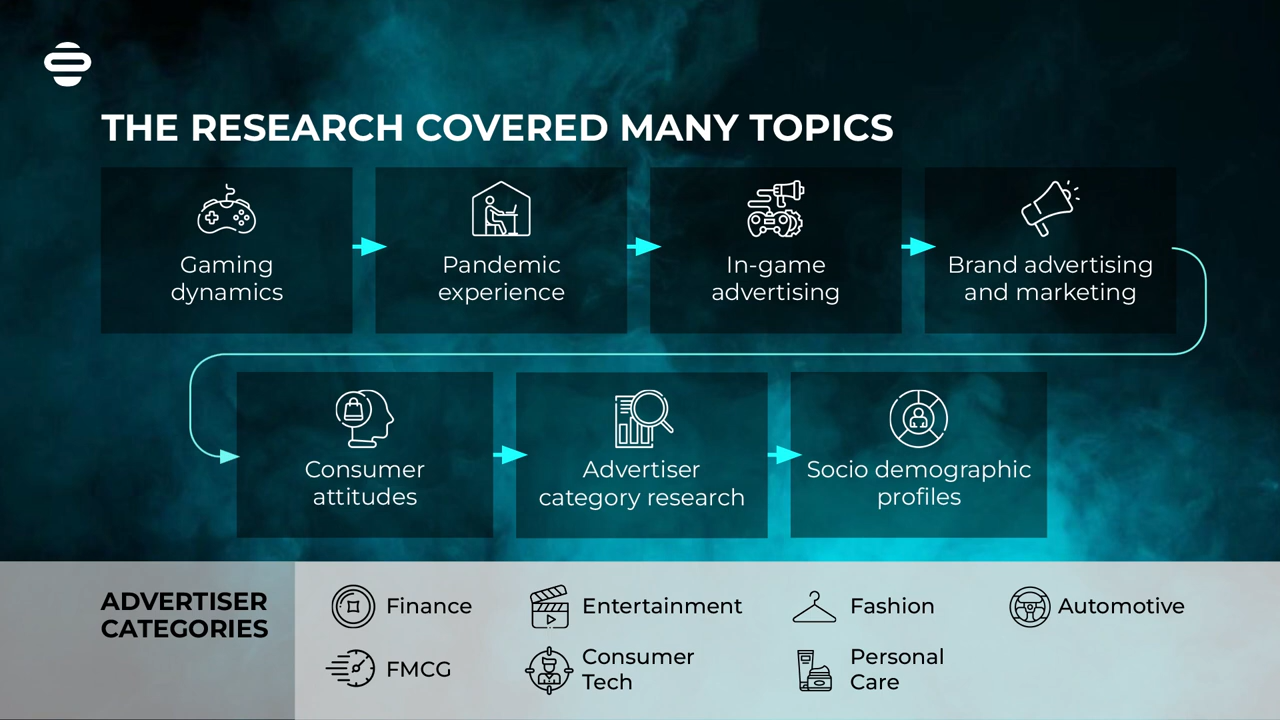 THE RESEARCH COVERED MANY TOPICS
Gaming
dynamics
Pandemic
experience
In-game
advertising
Brand advertising
and marketing
Consumer
attitudes
Advertiser
category research
Socio demographic
profiles
ADVERTISER
CATEGORIES
Finance
Entertainment
Fashion
Automotive
FMCG
Consumer
Tech
Personal
Care